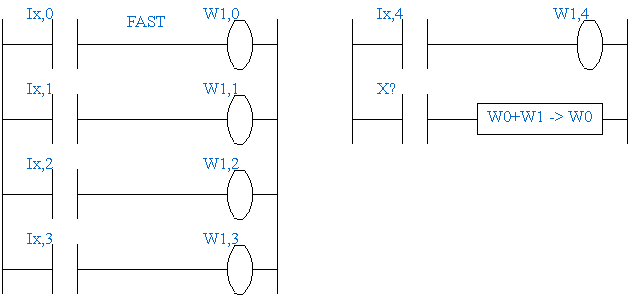 Ix,0 FAST W1,0
Ix,1 W1,1
Ix,2 W1,2
Ix,3 W1,3
Ix,4 W1,4
X?
W0+W1 -> W0